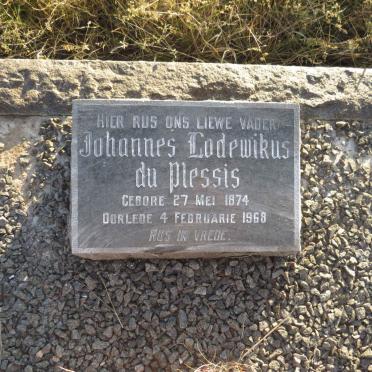 HIER RUS ONS LIEWE VADER
Johannes Lodewikus
du Plessis
GEBORE 27 MEI 1874
OORLEDE 4 FEBRUARIE 1968
RUS IN VREDE.